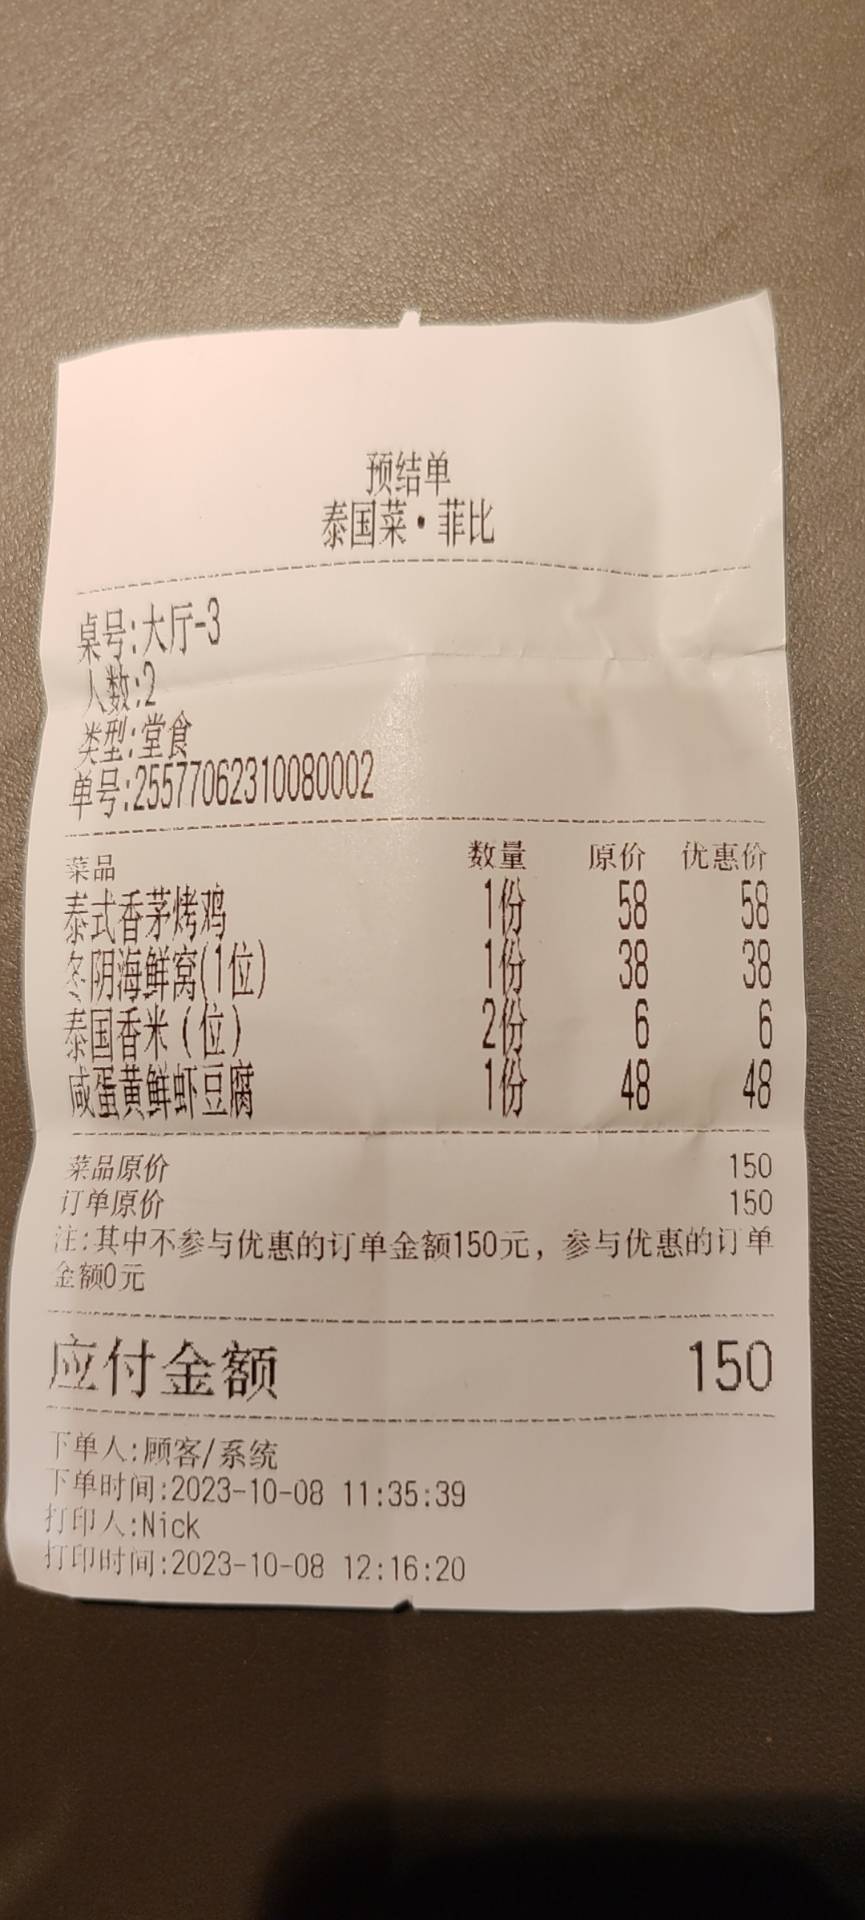 预结单
泰国菜·菲比
桌号:大厅-3
人数:2
类型:堂食
单号:25577062310080002
菜品 数量 原价 优惠价
泰式香茅烤鸡 1份 58 58
冬阴海鲜窝(1位) 1份 38 38
泰国香米(位) 2份 6 6
咸蛋黄鲜虾豆腐 1份 48 48
菜品原价 150
订单原价 150
注:其中不参与优惠的订单金额150元，参与优惠的订单
金额0元
应付金额 150
下单人:顾客/系统
下单时间:2023-10-08 11:35:39
打印人:Nick
打印时间:2023-10-08 12:16:20